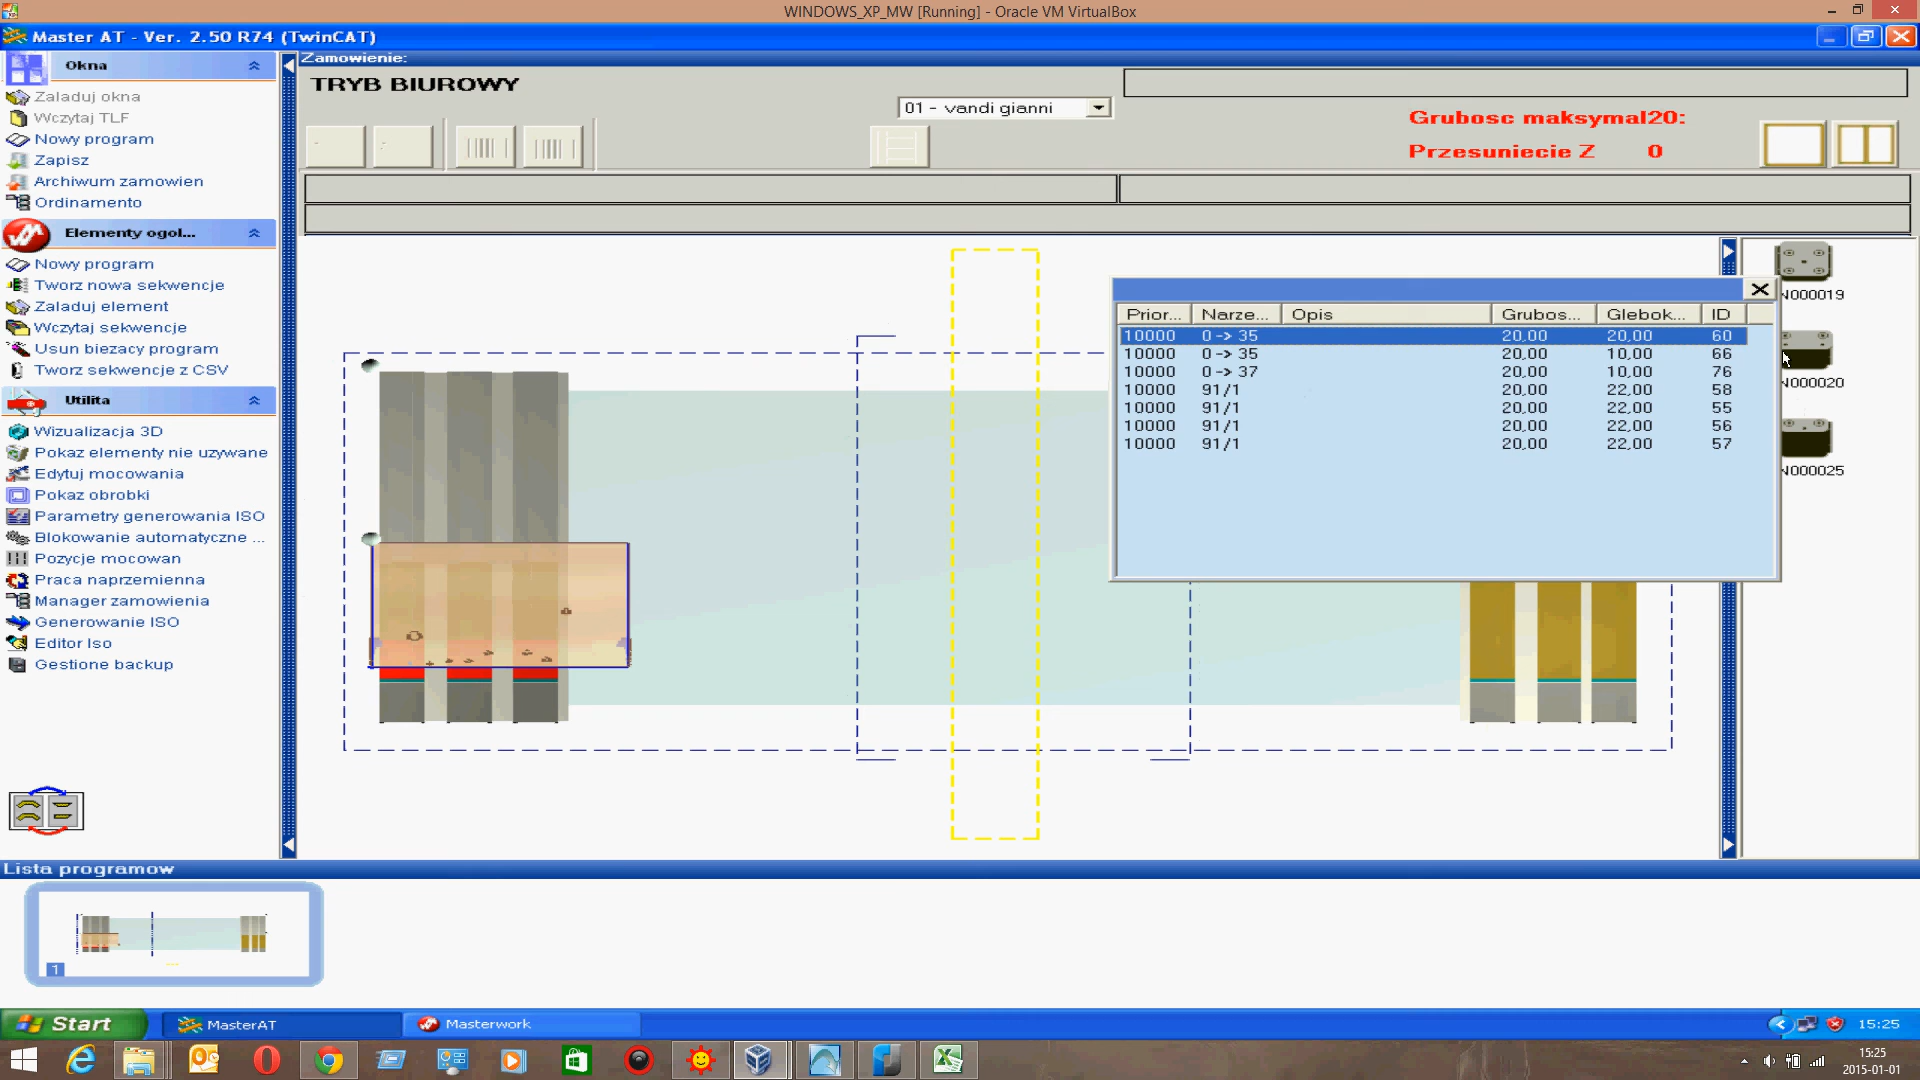 WINDOWS_XP_MW [Running] - Oracle VM VirtualBox
Master AT - Ver. 2.50 R74 (TwinCAT)
Okna
Zaladuj okna
Wczytaj TLF
Nowy program
Zapisz
Archiwum zamowien
Ordinamento
Elementy ogol...
Nowy program
Tworz nowa sekwencje
Zaladuj element
Wczytaj sekwencje
Usun biezacy program
Tworz sekwencje z CSV
Utilita
Wizualizacja 3D
Pokaz elementy nie uzywane
Edytuj mocowania
Pokaz obrobki
Parametry generowania ISO
Blokowanie automatyczne ...
Pozycje mocowan
Praca naprzemienna
Manager zamowienia
Generowanie ISO
Editor Iso
Gestione backup
Zamowienie:
TRYB BIUROWY
01 - vandi gianni
Grubosc maksymal20:
Przesuniecie Z 0
Prior... Narze... Opis Grubos... Glebok... ID
10000 0 -> 35 20,00 20,00 60
10000 0 -> 35 20,00 10,00 66
10000 0 -> 37 20,00 10,00 76
10000 91/1 20,00 22,00 58
10000 91/1 20,00 22,00 55
10000 91/1 20,00 22,00 56
10000 91/1 20,00 22,00 57
N000019
N000020
N000025
Lista programow
1
Start
MasterAT
Masterwork
15:25
15:25
2015-01-01